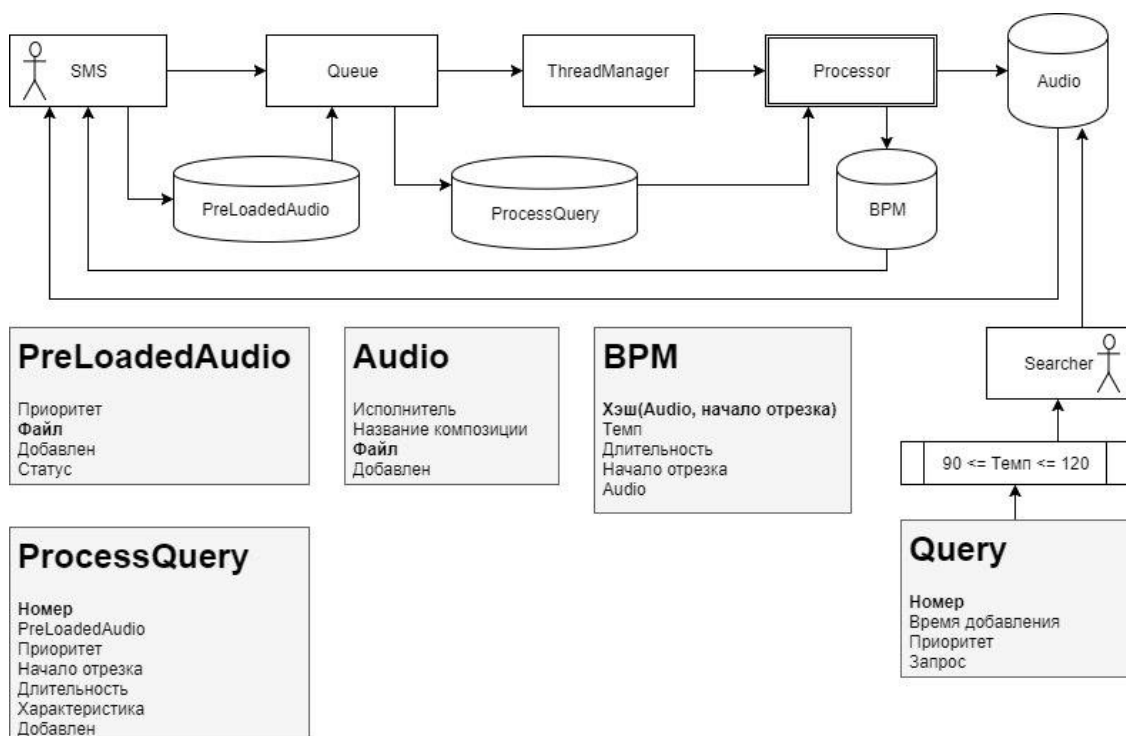 SMS
Queue
ThreadManager
Processor
Audio
PreLoadedAudio
ProcessQuery
BPM
PreLoadedAudio
Приоритет
Файл
Добавлен
Статус
Audio
Исполнитель
Название композиции
Файл
Добавлен
BPM
Хэш(Audio, начало отрезка)
Темп
Длительность
Начало отрезка
Audio
Searcher
90 <= Темп <= 120
ProcessQuery
Номер
PreLoadedAudio
Приоритет
Начало отрезка
Длительность
Характеристика
Добавлен
Query
Номер
Время добавления
Приоритет
Запрос